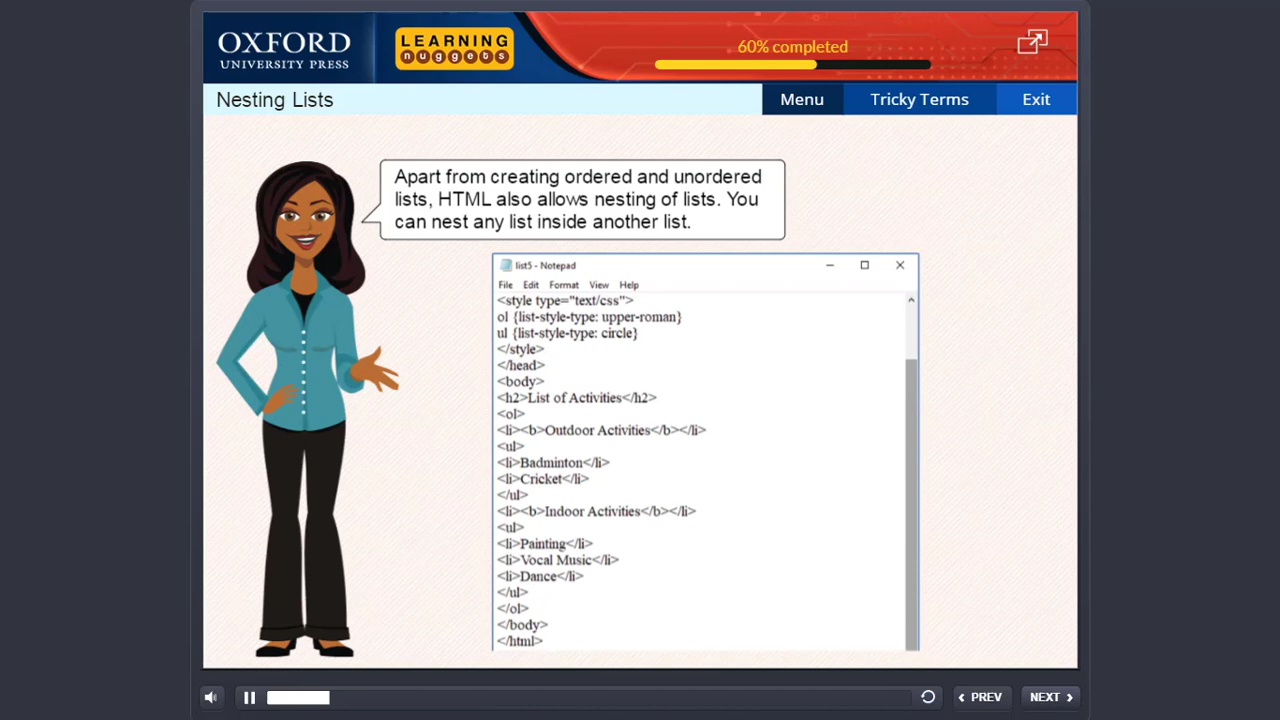 OXFORD
UNIVERSITY PRESS
LEARNING
nuggets
60% completed
Nesting Lists
Menu
Tricky Terms
Exit
Apart from creating ordered and unordered
lists, HTML also allows nesting of lists. You
can nest any list inside another list.
list5 - Notepad
File Edit Format View Help
<style type="text/css">
ol {list-style-type: upper-roman}
ul {list-style-type: circle}
</style>
</head>
<body>
<h2>List of Activities</h2>
<ol>
<li><b>Outdoor Activities</b></li>
<ul>
<li>Badminton</li>
<li>Cricket</li>
</ul>
<li><b>Indoor Activities</b></li>
<ul>
<li>Painting</li>
<li>Vocal Music</li>
<li>Dance</li>
</ul>
</ol>
</body>
</html>
PREV
NEXT